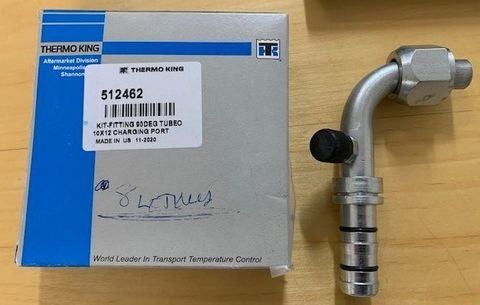 THERMO KING
Aftermarket Division
Minneapolis
Shannon
THERMO KING
512462
KIT-FITTING 90DEG TUBEO
10X12 CHARGING PORT
MADE IN US 11-2020
8
World Leader In Transport Temperature Control